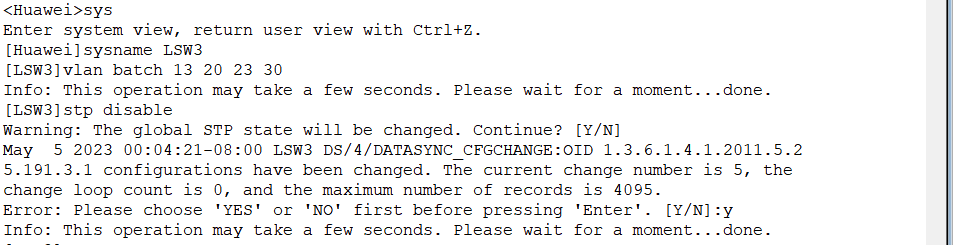 <Huawei>sys
Enter system view, return user view with Ctrl+Z.
[Huawei]sysname LSW3
[LSW3]vlan batch 13 20 23 30
Info: This operation may take a few seconds. Please wait for a moment...done.
[LSW3]stp disable
Warning: The global STP state will be changed. Continue? [Y/N]
May  5 2023 00:04:21-08:00 LSW3 DS/4/DATASYNC_CFGCHANGE:OID 1.3.6.1.4.1.2011.5.2
5.191.3.1 configurations have been changed. The current change number is 5, the
change loop count is 0, and the maximum number of records is 4095.
Error: Please choose 'YES' or 'NO' first before pressing 'Enter'. [Y/N]:y
Info: This operation may take a few seconds. Please wait for a moment...done.